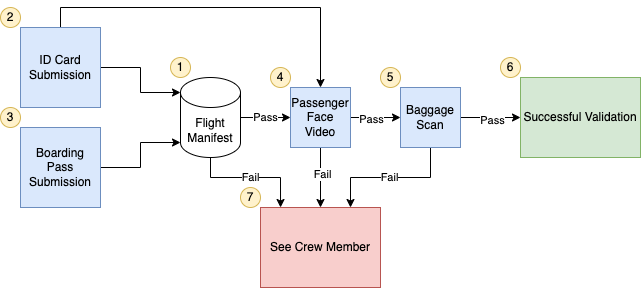 2
ID Card
Submission
3
Boarding
Pass
Submission
1
Flight
Manifest
Pass
Fail
4
Passenger
Face
Video
Pass
Fail
5
Baggage
Scan
Pass
Fail
6
Successful Validation
7
See Crew Member